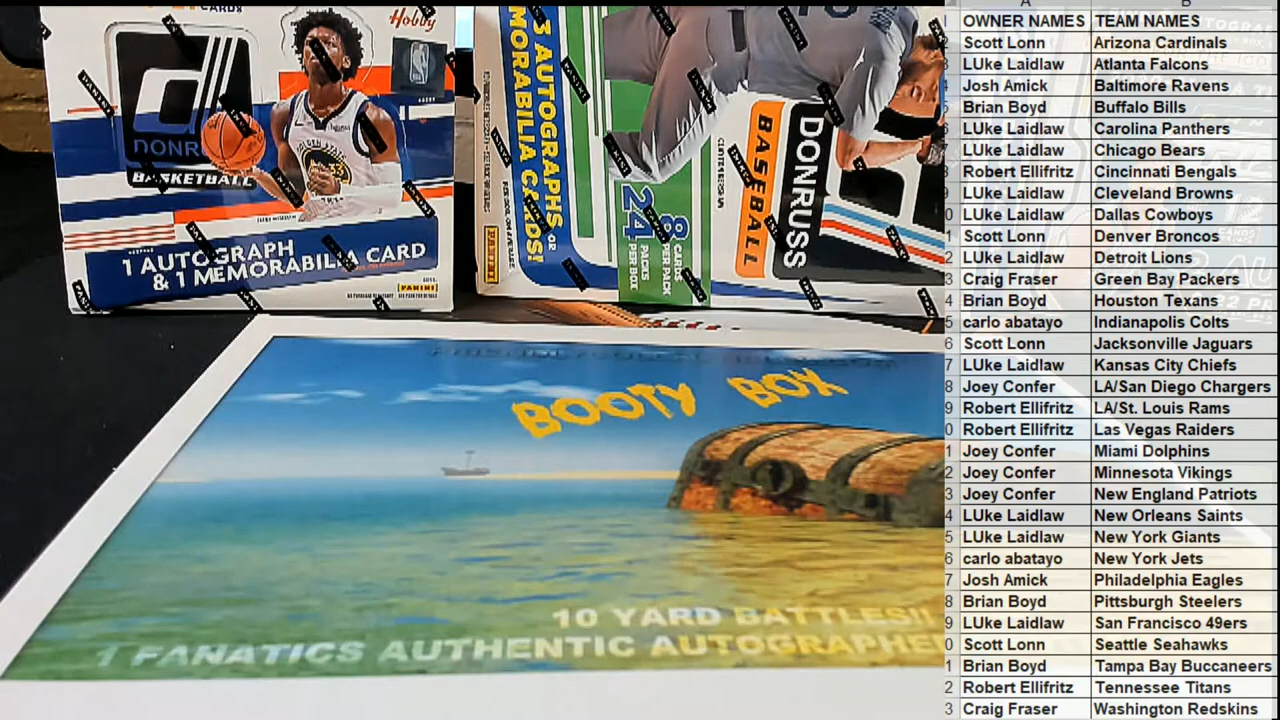 CARDS
Hobby
DONR
BASKETBALL
1 AUTOGRAPH
& 1 MEMORABILIA CARD
PANINI
3 AUTOGRAPHS OR
MEMORABILIA CARDS!
PANINI
8 CARDS PER PACK
24 PACKS PER BOX
DONRUSS
BASEBALL
BOOTY BOX
10 YARD BATTLES!!
1 FANATICS AUTHENTIC AUTOGRAPHE
A B
OWNER NAMES TEAM NAMES
Scott Lonn Arizona Cardinals
LUke Laidlaw Atlanta Falcons
Josh Amick Baltimore Ravens
Brian Boyd Buffalo Bills
LUke Laidlaw Carolina Panthers
LUke Laidlaw Chicago Bears
Robert Ellifritz Cincinnati Bengals
LUke Laidlaw Cleveland Browns
LUke Laidlaw Dallas Cowboys
Scott Lonn Denver Broncos
LUke Laidlaw Detroit Lions
Craig Fraser Green Bay Packers
Brian Boyd Houston Texans
carlo abatayo Indianapolis Colts
Scott Lonn Jacksonville Jaguars
LUke Laidlaw Kansas City Chiefs
Joey Confer LA/San Diego Chargers
Robert Ellifritz LA/St. Louis Rams
Robert Ellifritz Las Vegas Raiders
Joey Confer Miami Dolphins
Joey Confer Minnesota Vikings
Joey Confer New England Patriots
LUke Laidlaw New Orleans Saints
LUke Laidlaw New York Giants
carlo abatayo New York Jets
Josh Amick Philadelphia Eagles
Brian Boyd Pittsburgh Steelers
LUke Laidlaw San Francisco 49ers
Scott Lonn Seattle Seahawks
Brian Boyd Tampa Bay Buccaneers
Robert Ellifritz Tennessee Titans
Craig Fraser Washington Redskins